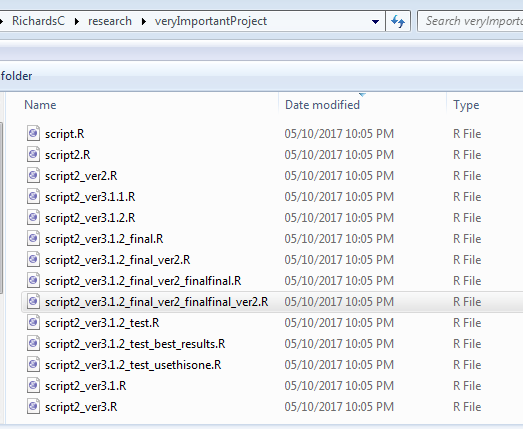 RichardsC research veryImportantProject Search veryImporta
folder
Name Date modified Type
script.R 05/10/2017 10:05 PM R File
script2.R 05/10/2017 10:05 PM R File
script2_ver2.R 05/10/2017 10:05 PM R File
script2_ver3.1.1.R 05/10/2017 10:05 PM R File
script2_ver3.1.2.R 05/10/2017 10:05 PM R File
script2_ver3.1.2_final.R 05/10/2017 10:05 PM R File
script2_ver3.1.2_final_ver2.R 05/10/2017 10:05 PM R File
script2_ver3.1.2_final_ver2_finalfinal.R 05/10/2017 10:05 PM R File
script2_ver3.1.2_final_ver2_finalfinal_ver2.R 05/10/2017 10:05 PM R File
script2_ver3.1.2_test.R 05/10/2017 10:05 PM R File
script2_ver3.1.2_test_best_results.R 05/10/2017 10:05 PM R File
script2_ver3.1.2_test_usethisone.R 05/10/2017 10:05 PM R File
script2_ver3.1.R 05/10/2017 10:05 PM R File
script2_ver3.R 05/10/2017 10:05 PM R File